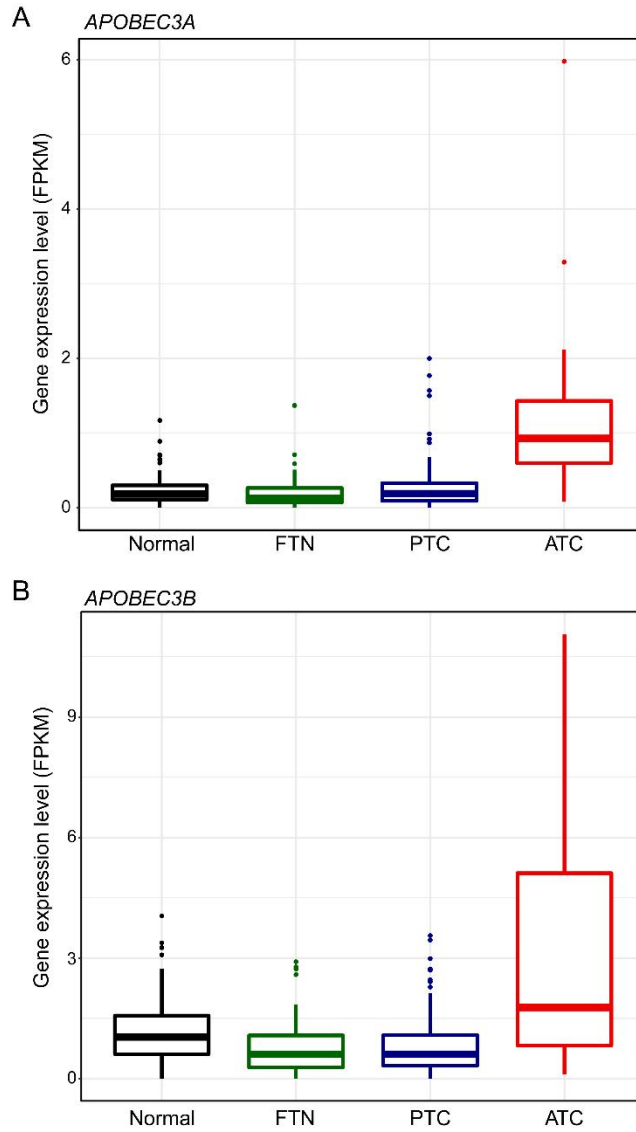 A
APOBEC3A
Gene expression level (FPKM)
6
4
2
0
Normal FTN PTC ATC
B
APOBEC3B
Gene expression level (FPKM)
9
6
3
0
Normal FTN PTC ATC